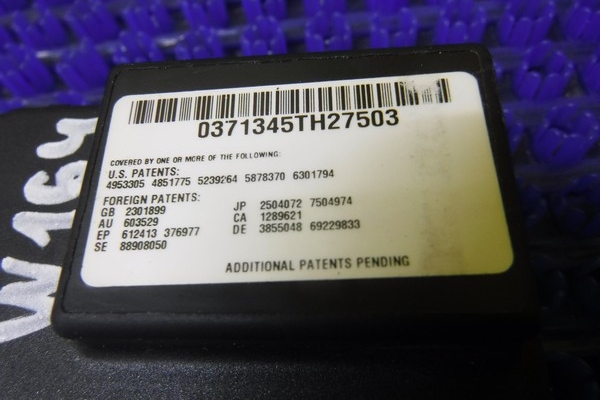 0371345TH27503
COVERED BY ONE OR MORE OF THE FOLLOWING:
U.S. PATENTS:
4953305 4851775 5239264 5878370 6301794
FOREIGN PATENTS:
GB 2301899 JP 2504072 7504974
AU 603529 CA 1289621
EP 612413 376977 DE 3855048 69229833
SE 88908050
ADDITIONAL PATENTS PENDING
W164